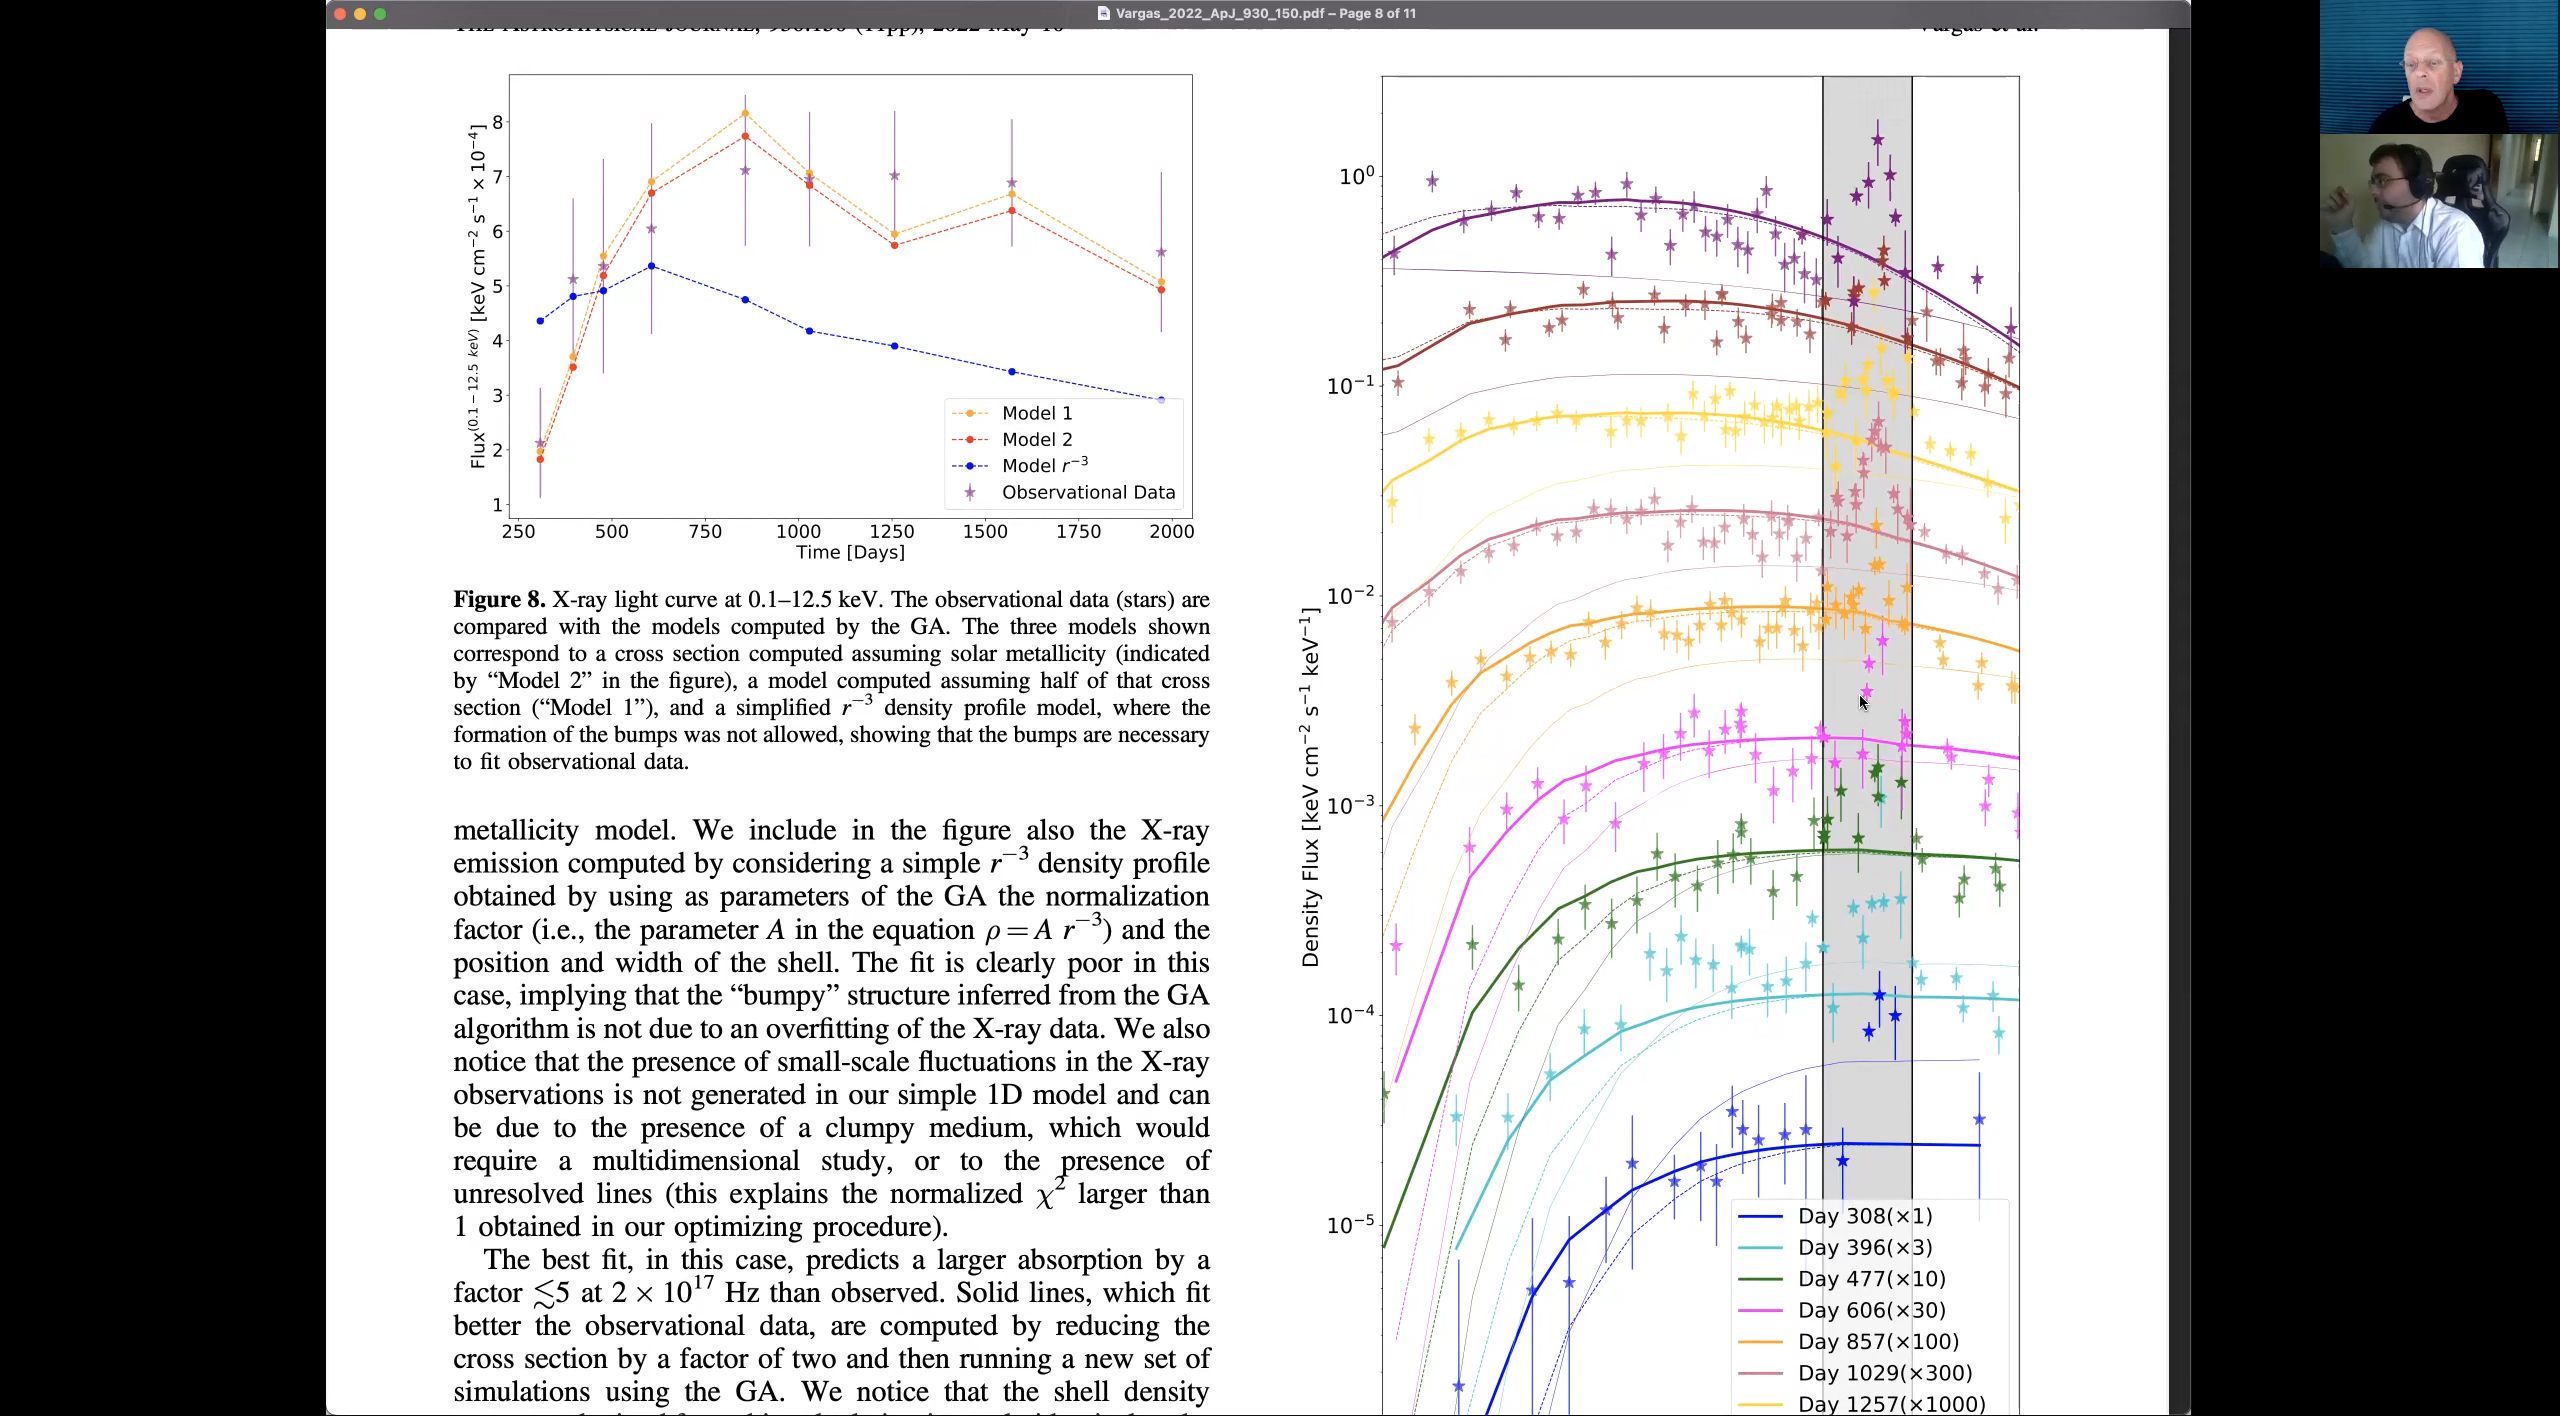 Vargas_2022_ApJ_930_150.pdf – Page 8 of 11
THE ASTROPHYSICAL JOURNAL, 930:150 (11pp), 2022 May 10
Vargas et al.
Flux(0.1 − 12.5 keV) [keV cm−2 s−1 × 10−4]
8
7
6
5
4
3
2
1
Model 1
Model 2
Model r−3
Observational Data
250 500 750 1000 1250 1500 1750 2000
Time [Days]
Figure 8. X-ray light curve at 0.1–12.5 keV. The observational data (stars) are
compared with the models computed by the GA. The three models shown
correspond to a cross section computed assuming solar metallicity (indicated
by “Model 2” in the figure), a model computed assuming half of that cross
section (“Model 1”), and a simplified r−3 density profile model, where the
formation of the bumps was not allowed, showing that the bumps are necessary
to fit observational data.
metallicity model. We include in the figure also the X-ray
emission computed by considering a simple r−3 density profile
obtained by using as parameters of the GA the normalization
factor (i.e., the parameter A in the equation ρ = A r−3) and the
position and width of the shell. The fit is clearly poor in this
case, implying that the “bumpy” structure inferred from the GA
algorithm is not due to an overfitting of the X-ray data. We also
notice that the presence of small-scale fluctuations in the X-ray
observations is not generated in our simple 1D model and can
be due to the presence of a clumpy medium, which would
require a multidimensional study, or to the presence of
unresolved lines (this explains the normalized χ2 larger than
1 obtained in our optimizing procedure).
The best fit, in this case, predicts a larger absorption by a
factor ≲5 at 2 × 10^17 Hz than observed. Solid lines, which fit
better the observational data, are computed by reducing the
cross section by a factor of two and then running a new set of
simulations using the GA. We notice that the shell density
Density Flux [keV cm−2 s−1 keV−1]
10^0
10^−1
10^−2
10^−3
10^−4
10^−5
Day 308(×1)
Day 396(×3)
Day 477(×10)
Day 606(×30)
Day 857(×100)
Day 1029(×300)
Day 1257(×1000)